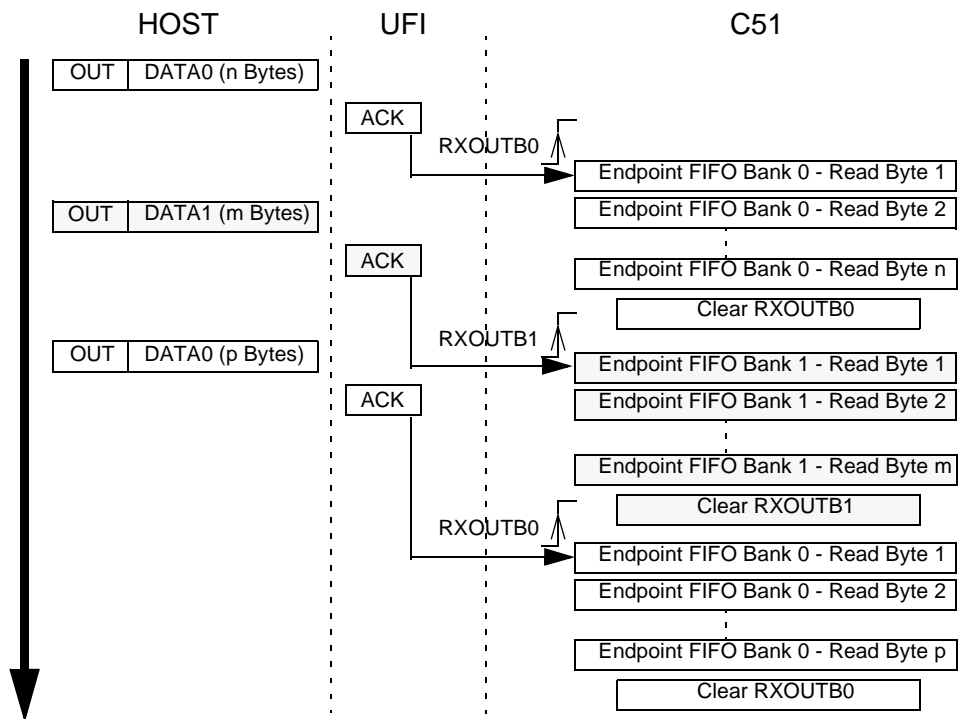 HOST
UFI
C51
OUT DATA0 (n Bytes)
ACK
RXOUTB0
Endpoint FIFO Bank 0 - Read Byte 1
OUT DATA1 (m Bytes)
Endpoint FIFO Bank 0 - Read Byte 2
ACK
Endpoint FIFO Bank 0 - Read Byte n
Clear RXOUTB0
OUT DATA0 (p Bytes)
RXOUTB1
Endpoint FIFO Bank 1 - Read Byte 1
ACK
Endpoint FIFO Bank 1 - Read Byte 2
Endpoint FIFO Bank 1 - Read Byte m
Clear RXOUTB1
RXOUTB0
Endpoint FIFO Bank 0 - Read Byte 1
Endpoint FIFO Bank 0 - Read Byte 2
Endpoint FIFO Bank 0 - Read Byte p
Clear RXOUTB0